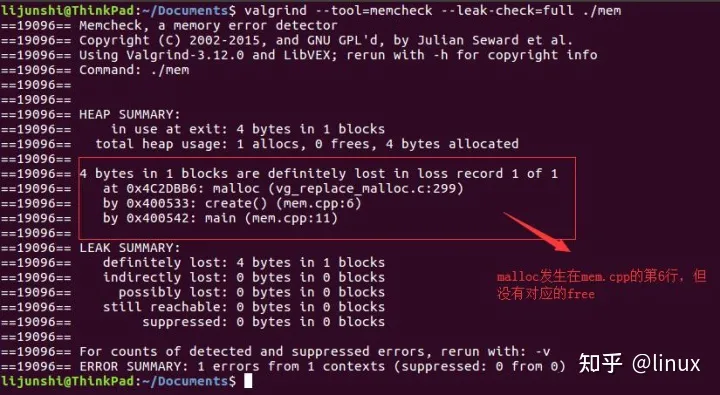 lijunshi@ThinkPad:~/Documents$ valgrind --tool=memcheck --leak-check=full ./mem
==19096== Memcheck, a memory error detector
==19096== Copyright (C) 2002-2015, and GNU GPL'd, by Julian Seward et al.
==19096== Using Valgrind-3.12.0 and LibVEX; rerun with -h for copyright info
==19096== Command: ./mem
==19096==
==19096==
==19096== HEAP SUMMARY:
==19096==     in use at exit: 4 bytes in 1 blocks
==19096==   total heap usage: 1 allocs, 0 frees, 4 bytes allocated
==19096==
==19096== 4 bytes in 1 blocks are definitely lost in loss record 1 of 1
==19096==    at 0x4C2DBB6: malloc (vg_replace_malloc.c:299)
==19096==    by 0x400533: create() (mem.cpp:6)
==19096==    by 0x400542: main (mem.cpp:11)
==19096==
==19096== LEAK SUMMARY:
==19096==    definitely lost: 4 bytes in 1 blocks
==19096==    indirectly lost: 0 bytes in 0 blocks
==19096==      possibly lost: 0 bytes in 0 blocks
==19096==    still reachable: 0 bytes in 0 blocks
==19096==         suppressed: 0 bytes in 0 blocks
==19096==
==19096== For counts of detected and suppressed errors, rerun with: -v
==19096== ERROR SUMMARY: 1 errors from 1 contexts (suppressed: 0 from 0)
lijunshi@ThinkPad:~/Documents$
malloc发生在mem.cpp的第6行，但
没有对应的free
知乎 @linux